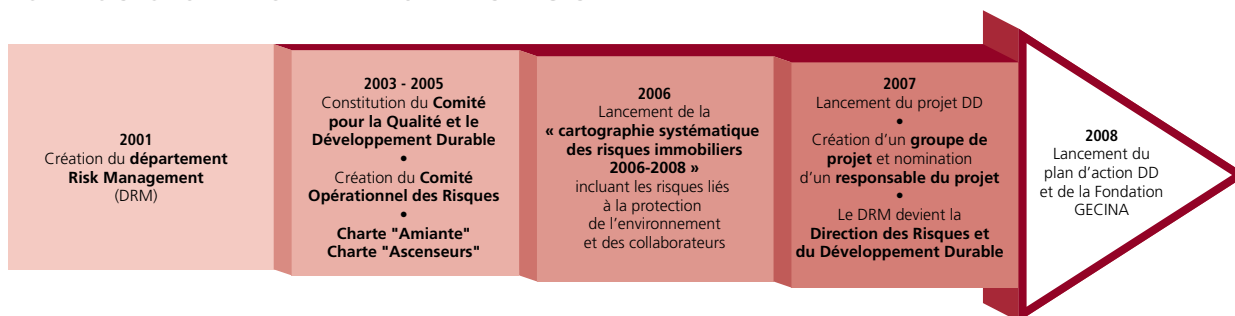 2001
Création du département
Risk Management
(DRM)
2003 - 2005
Constitution du Comité
pour la Qualité et le
Développement Durable
•
Création du Comité
Opérationnel des Risques
•
Charte "Amiante"
Charte "Ascenseurs"
2006
Lancement de la
« cartographie systématique
des risques immobiliers
2006-2008 »
incluant les risques liés
à la protection
de l'environnement
et des collaborateurs
2007
Lancement du projet DD
•
Création d'un groupe de
projet et nomination
d'un responsable du projet
•
Le DRM devient la
Direction des Risques et
du Développement Durable
2008
Lancement du
plan d'action DD
et de la Fondation
GECINA